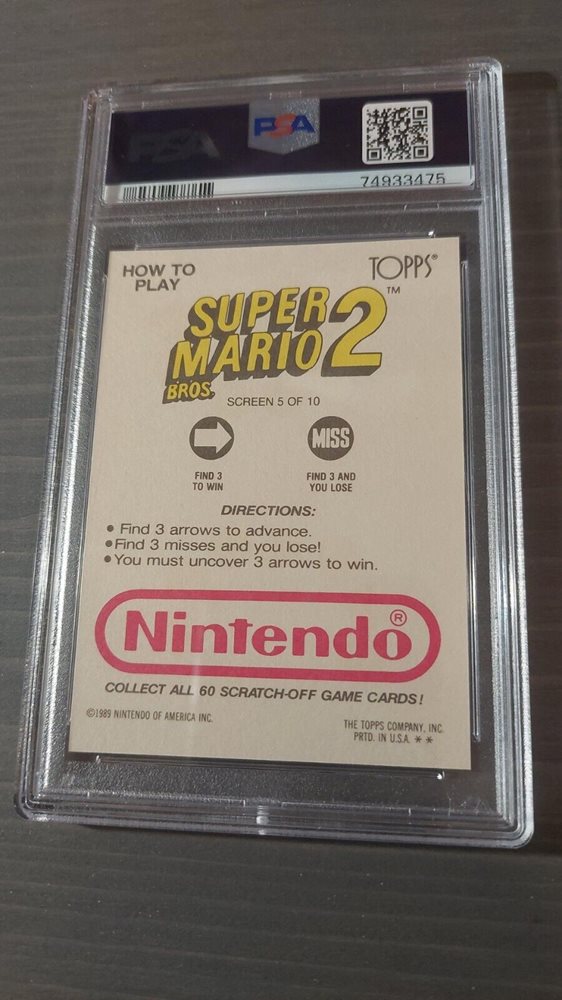 PSA
74933475
HOW TO
PLAY
TOPPS®
SUPER
MARIO 2™
BROS.
SCREEN 5 OF 10
MISS
FIND 3
TO WIN
FIND 3 AND
YOU LOSE
DIRECTIONS:
● Find 3 arrows to advance.
● Find 3 misses and you lose!
● You must uncover 3 arrows to win.
Nintendo®
COLLECT ALL 60 SCRATCH-OFF GAME CARDS!
©1989 NINTENDO OF AMERICA INC.
THE TOPPS COMPANY, INC.
PRTD. IN U.S.A. **